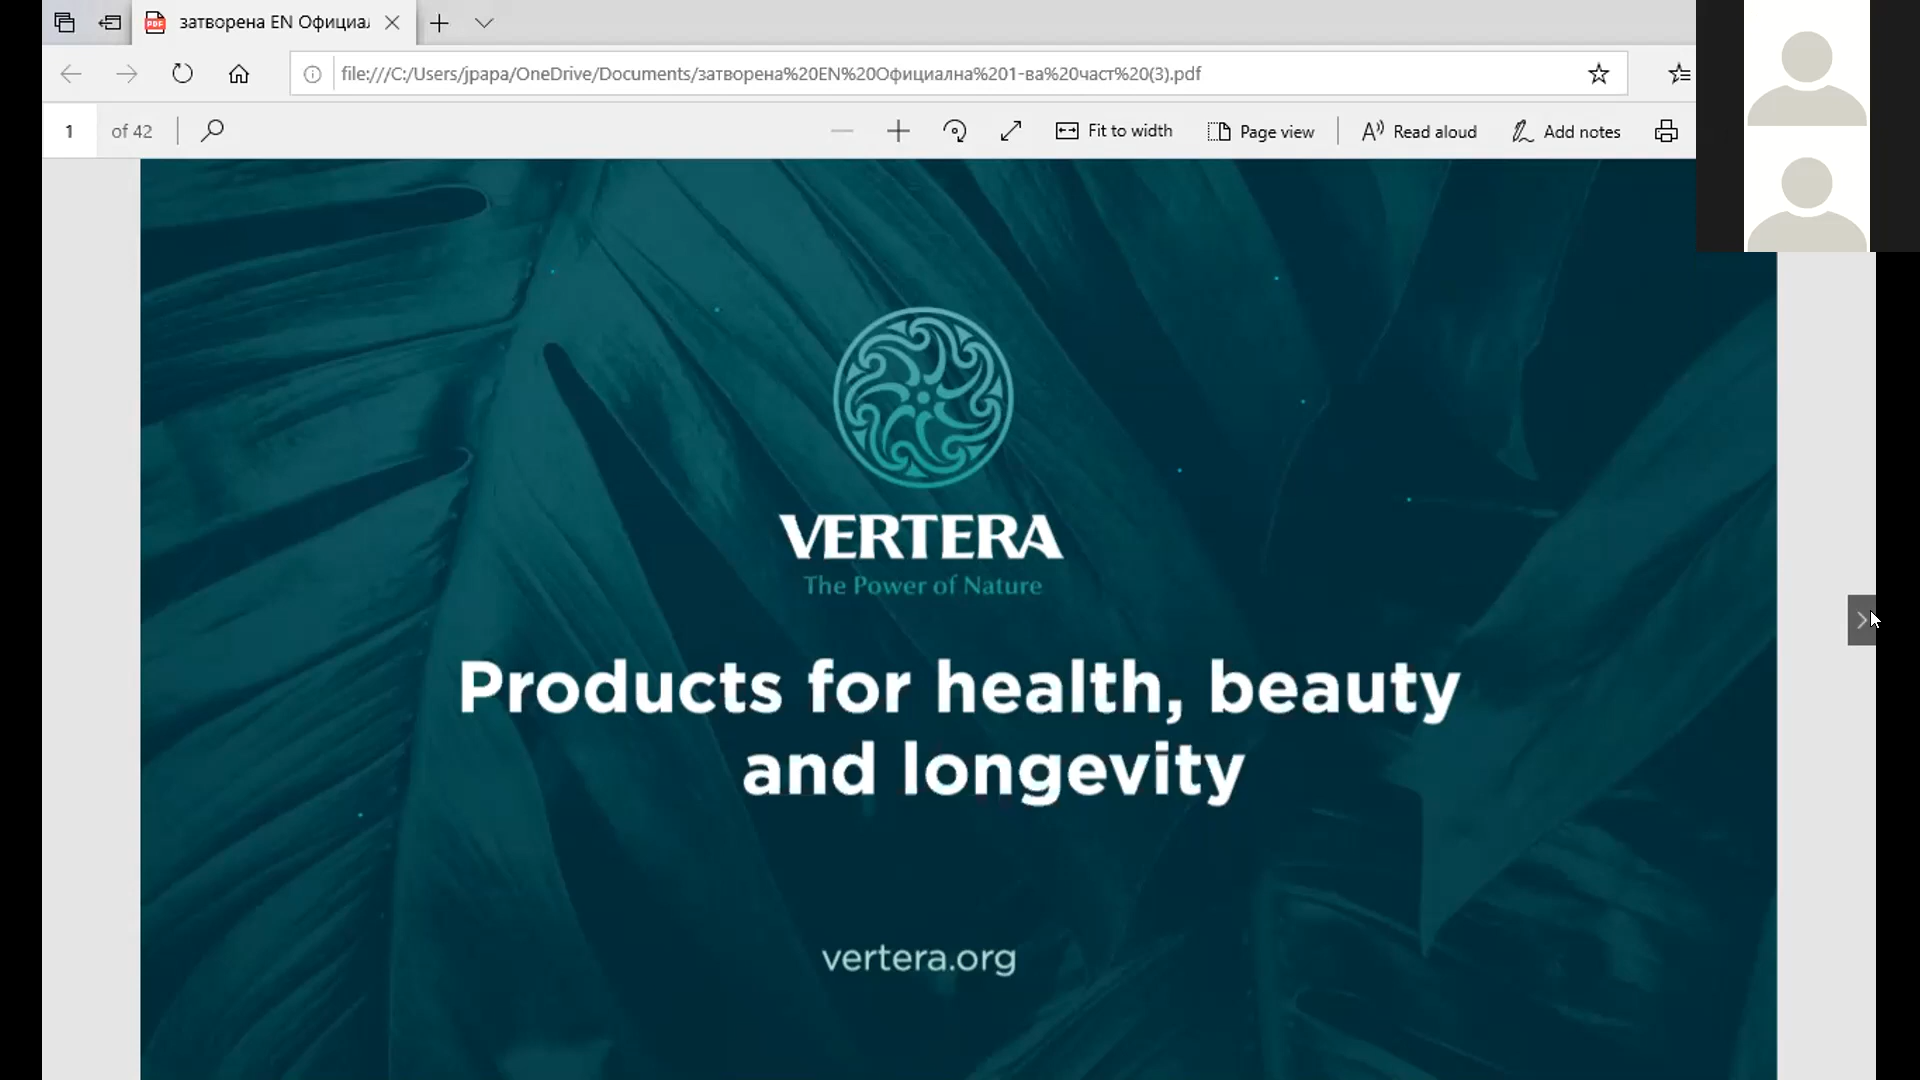 затворена EN Официал
file:///C:/Users/jpapa/OneDrive/Documents/затворена%20EN%20Официална%201-ва%20част%20(3).pdf
1 of 42
Fit to width
Page view
Read aloud
Add notes
VERTERA
The Power of Nature
Products for health, beauty
and longevity
vertera.org